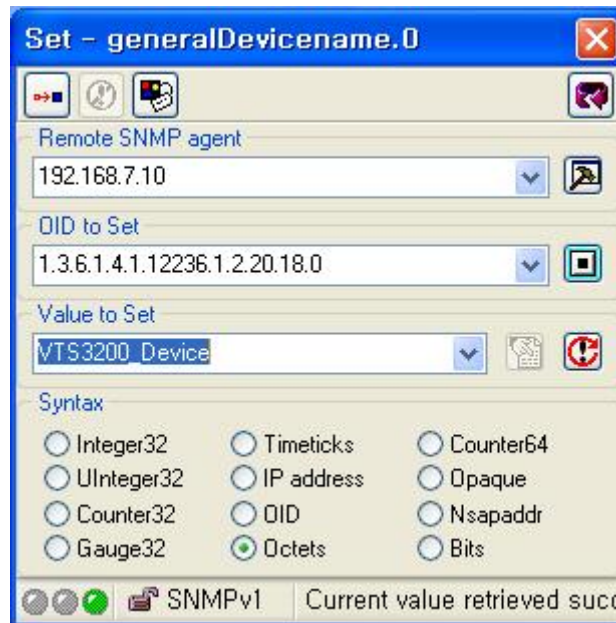 Set - generalDevicename.0
Remote SNMP agent
192.168.7.10
OID to Set
1.3.6.1.4.1.12236.1.2.20.18.0
Value to Set
VTS3200_Device
Syntax
Integer32 Timeticks Counter64
UInteger32 IP address Opaque
Counter32 OID Nsapaddr
Gauge32 Octets Bits
SNMPv1 Current value retrieved succ